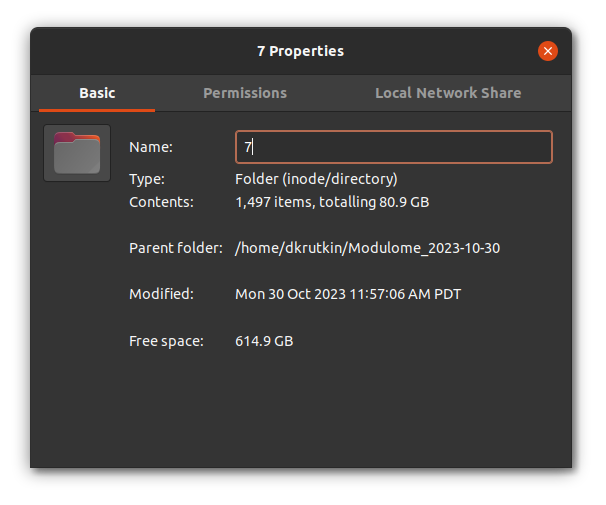 7 Properties
Basic Permissions Local Network Share
Name: 7
Type: Folder (inode/directory)
Contents: 1,497 items, totalling 80.9 GB
Parent folder: /home/dkrutkin/Modulome_2023-10-30
Modified: Mon 30 Oct 2023 11:57:06 AM PDT
Free space: 614.9 GB